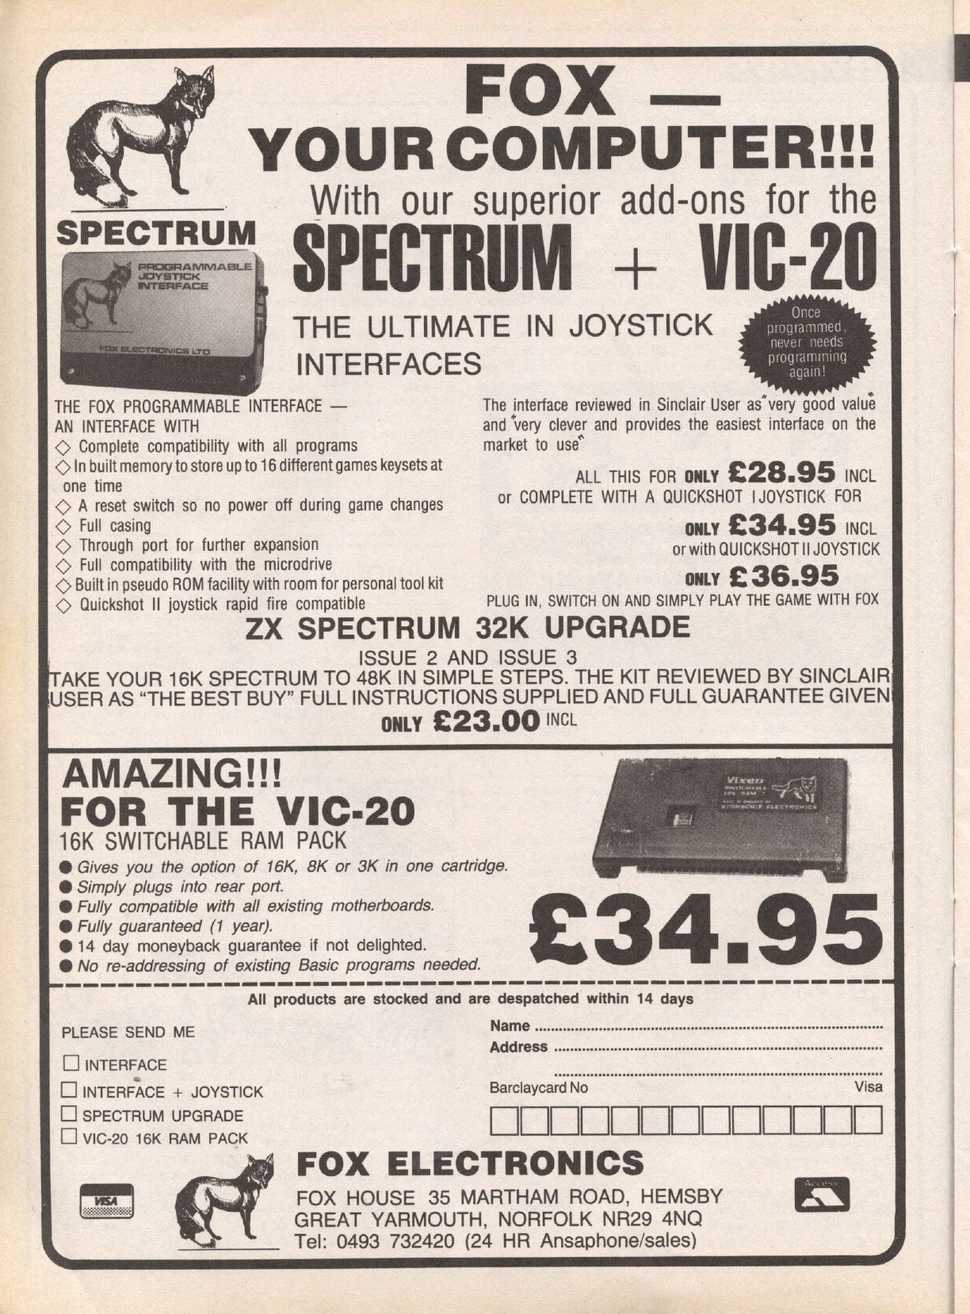 FOX —
YOUR COMPUTER!!!
With our superior add-ons for the
SPECTRUM + VIC-20
SPECTRUM
PROGRAMMABLE
JOYSTICK
INTERFACE
FOX ELECTRONICS LTD
THE ULTIMATE IN JOYSTICK
INTERFACES
Once
programmed,
never needs
programming
again!
THE FOX PROGRAMMABLE INTERFACE —
AN INTERFACE WITH
◇ Complete compatibility with all programs
◇ In built memory to store up to 16 different games keysets at
one time
◇ A reset switch so no power off during game changes
◇ Full casing
◇ Through port for further expansion
◇ Full compatibility with the microdrive
◇ Built in pseudo ROM facility with room for personal tool kit
◇ Quickshot II joystick rapid fire compatible
The interface reviewed in Sinclair User as "very good value"
and "very clever and provides the easiest interface on the
market to use"
ALL THIS FOR ONLY £28.95 INCL
or COMPLETE WITH A QUICKSHOT I JOYSTICK FOR
ONLY £34.95 INCL
or with QUICKSHOT II JOYSTICK
ONLY £36.95
PLUG IN, SWITCH ON AND SIMPLY PLAY THE GAME WITH FOX
ZX SPECTRUM 32K UPGRADE
ISSUE 2 AND ISSUE 3
TAKE YOUR 16K SPECTRUM TO 48K IN SIMPLE STEPS. THE KIT REVIEWED BY SINCLAIR
USER AS "THE BEST BUY" FULL INSTRUCTIONS SUPPLIED AND FULL GUARANTEE GIVEN
ONLY £23.00 INCL
AMAZING!!!
FOR THE VIC-20
16K SWITCHABLE RAM PACK
● Gives you the option of 16K, 8K or 3K in one cartridge.
● Simply plugs into rear port.
● Fully compatible with all existing motherboards.
● Fully guaranteed (1 year).
● 14 day moneyback guarantee if not delighted.
● No re-addressing of existing Basic programs needed.
Vixen
SWITCHABLE
ELECTRONICS
£34.95
All products are stocked and are despatched within 14 days
PLEASE SEND ME
□ INTERFACE
□ INTERFACE + JOYSTICK
□ SPECTRUM UPGRADE
□ VIC-20 16K RAM PACK
Name
Address
Barclaycard No Visa
VISA
FOX ELECTRONICS
FOX HOUSE 35 MARTHAM ROAD, HEMSBY
GREAT YARMOUTH, NORFOLK NR29 4NQ
Tel: 0493 732420 (24 HR Ansaphone/sales)
Access